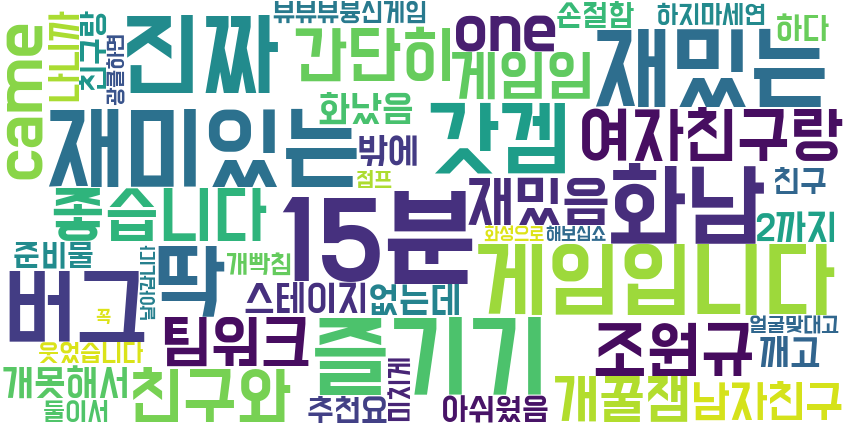 뷰뷰뷰븅신게임
손절함
하지마세연
came
나니까
친구랑
광클하면
진짜
간단히
one
게임임
재밌는
하다
화났음
재미있는
밖에
갓겜
여자친구랑
점프
좋습니다
15분
재밌음
화남
친구
2까지
준비물
날아갑니다
딱
개빡침
화성으로
해보십쇼
버그
꼭
스테이지
없는데
게임입니다
웃었습니다
팀워크
즐기기
조원규
얼굴맞대고
깨고
개못해서
둘이서
친구와
추천요
미치게
아쉬웠음
개꿀잼
남자친구